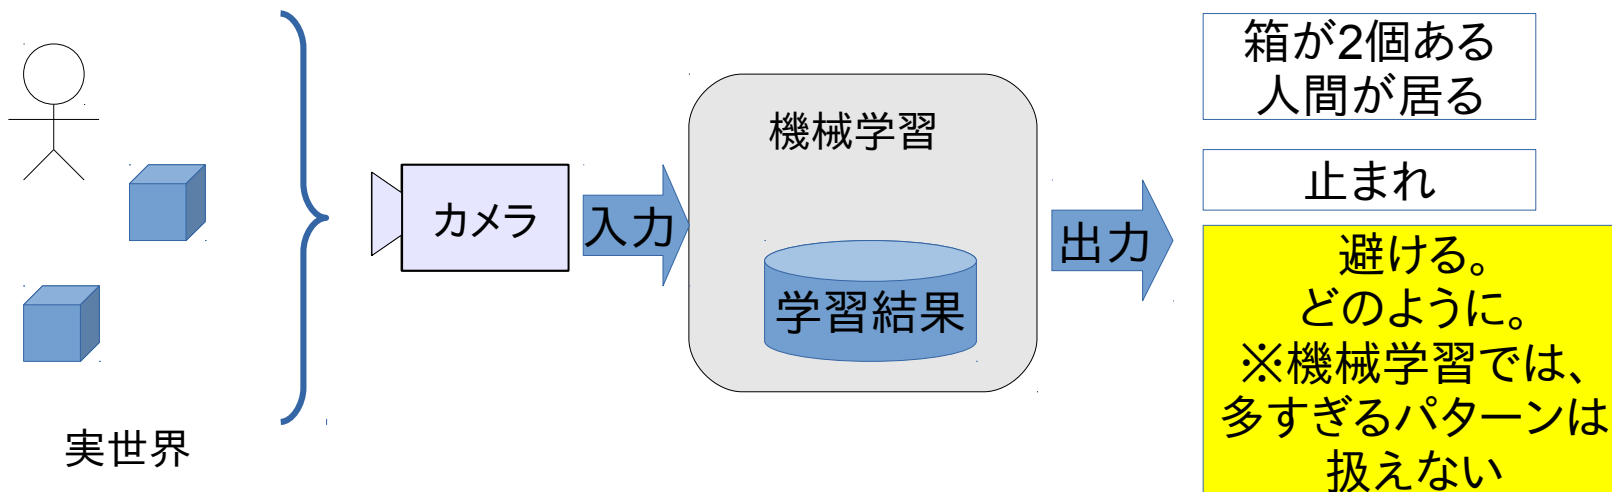 実世界
カメラ
入力
機械学習
学習結果
出力
箱が2個ある
人間が居る
止まれ
避ける。
どのように。
※機械学習では、
多すぎるパターンは
扱えない